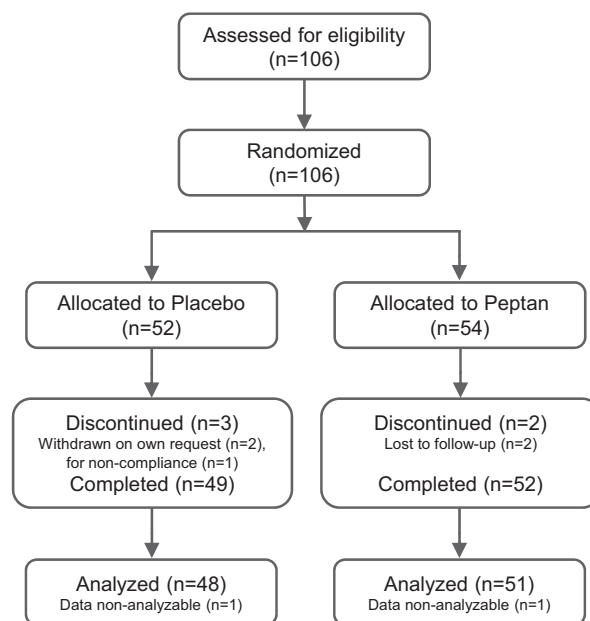 Assessed for eligibility
(n=106)
Randomized
(n=106)
Allocated to Placebo
(n=52)
Allocated to Peptan
(n=54)
Discontinued (n=3)
Withdrawn on own request (n=2),
for non-compliance (n=1)
Completed (n=49)
Discontinued (n=2)
Lost to follow-up (n=2)
Completed (n=52)
Analyzed (n=48)
Data non-analyzable (n=1)
Analyzed (n=51)
Data non-analyzable (n=1)